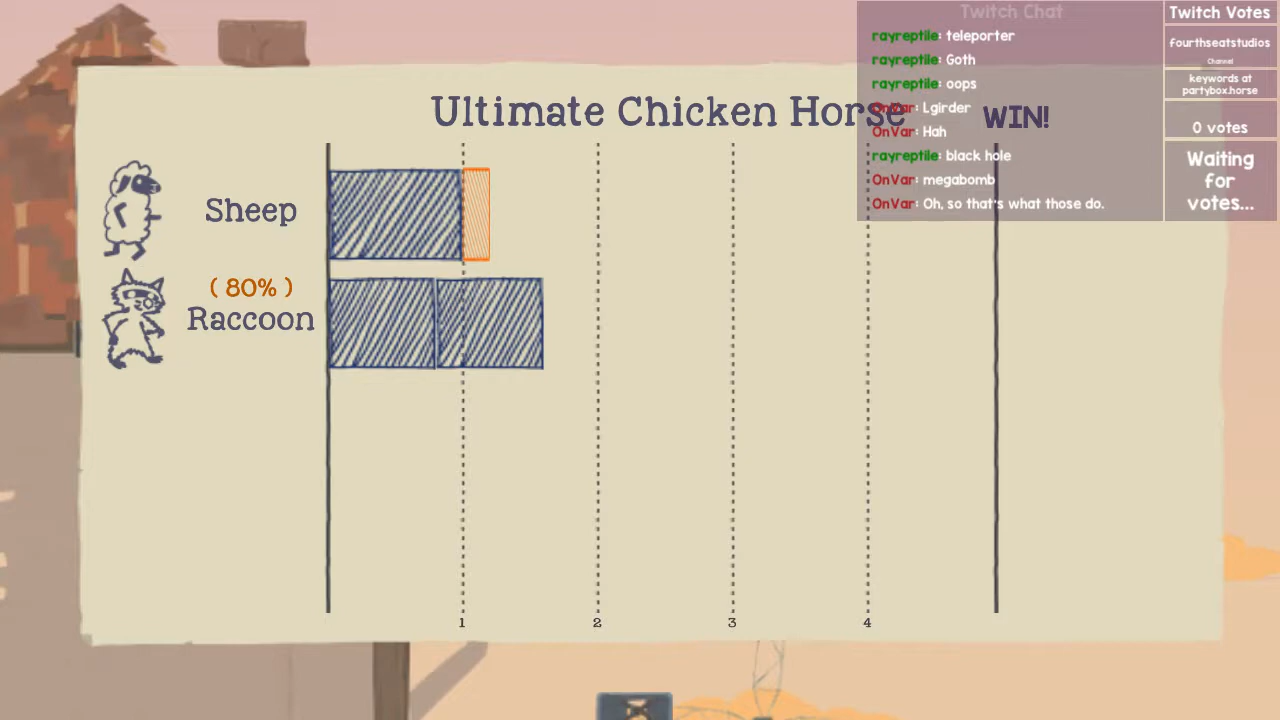 Twitch Chat
rayreptile: teleporter
rayreptile: Goth
rayreptile: oops
OnVar: Lgirder
OnVar: Hah
rayreptile: black hole
OnVar: megabomb
OnVar: Oh, so that's what those do.
Twitch Votes
fourthseatstudios
Channel
keywords at
partybox.horse
0 votes
Waiting
for
votes...
Ultimate Chicken Horse
WIN!
Sheep
( 80% )
Raccoon
1 2 3 4